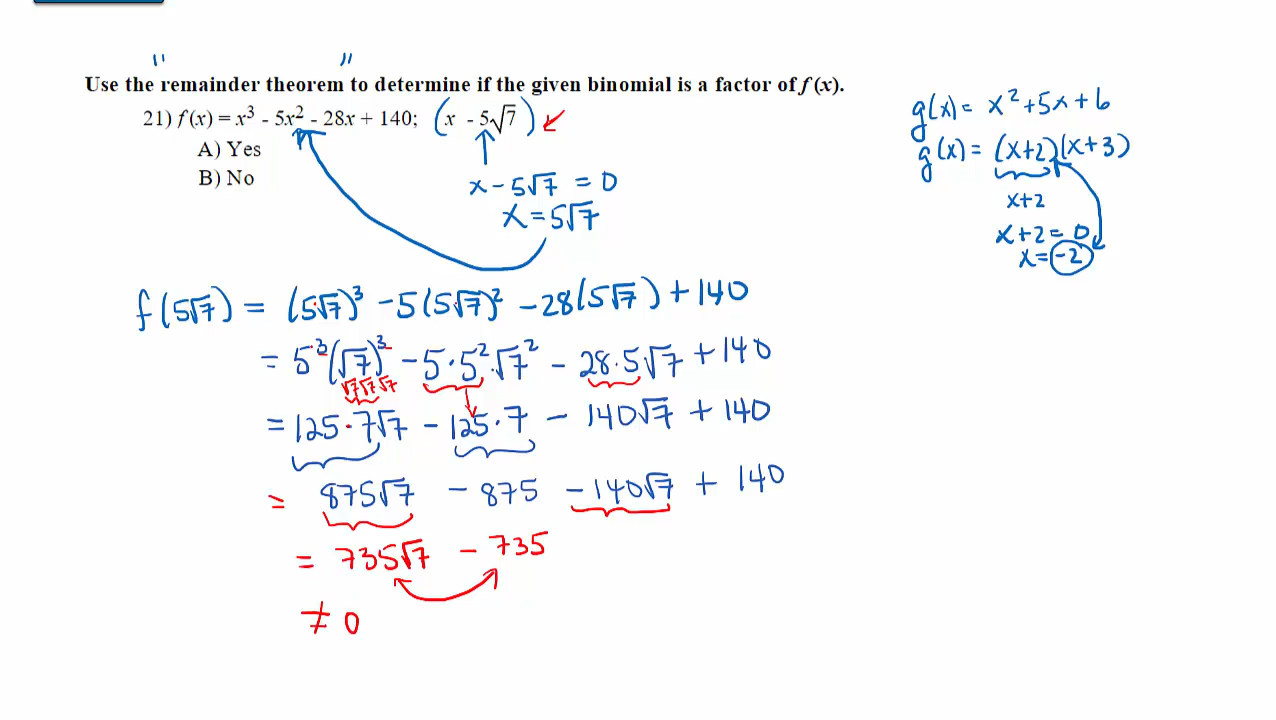 " "
Use the remainder theorem to determine if the given binomial is a factor of f (x).
21) f(x) = x³ - 5x² - 28x + 140; (x - 5√7)
A) Yes
B) No
x - 5√7 = 0
x = 5√7
g(x) = x² + 5x + 6
g(x) = (x+2)(x+3)
x+2
x+2 = 0
x = -2
f(5√7) = (5√7)³ - 5(5√7)² - 28(5√7) + 140
= 5³(√7)³ - 5·5²·√7² - 28·5√7 + 140
√7 √7 √7
= 125·7√7 - 125·7 - 140√7 + 140
= 875√7 - 875 - 140√7 + 140
= 735√7 - 735
≠ 0